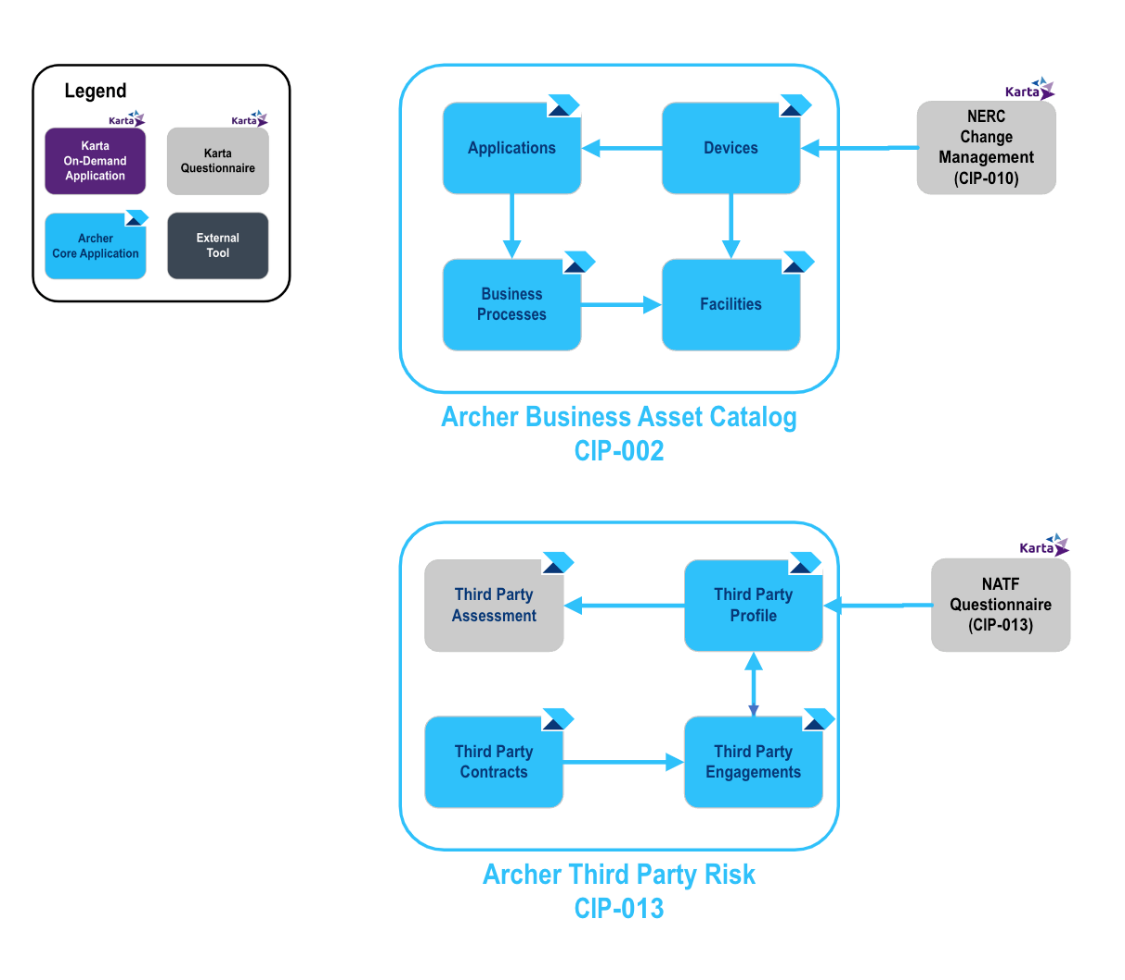 Legend
Karta
Karta
On-Demand
Application
Karta
Karta
Questionnaire
Archer
Core Application
External
Tool
Applications
Devices
Business
Processes
Facilities
Karta
NERC
Change
Management
(CIP-010)
Archer Business Asset Catalog
CIP-002
Third Party
Assessment
Third Party
Profile
Karta
NATF
Questionnaire
(CIP-013)
Third Party
Contracts
Third Party
Engagements
Archer Third Party Risk
CIP-013